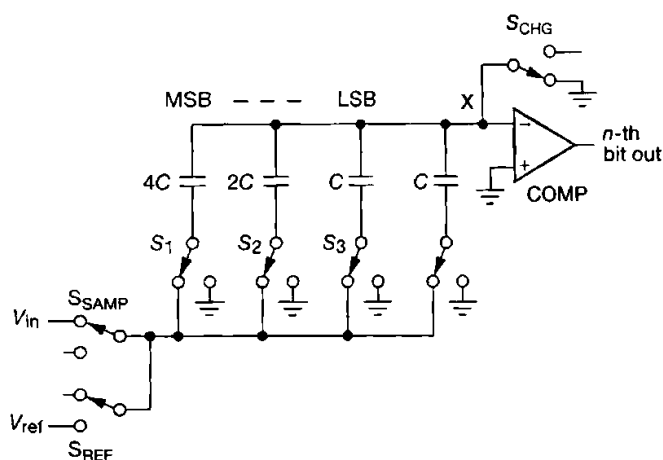 S_CHG
MSB – – – – LSB X
n-th
bit out
4C 2C C C
– +
COMP
S_1 S_2 S_3
S_SAMP
V_in
V_ref
S_REF